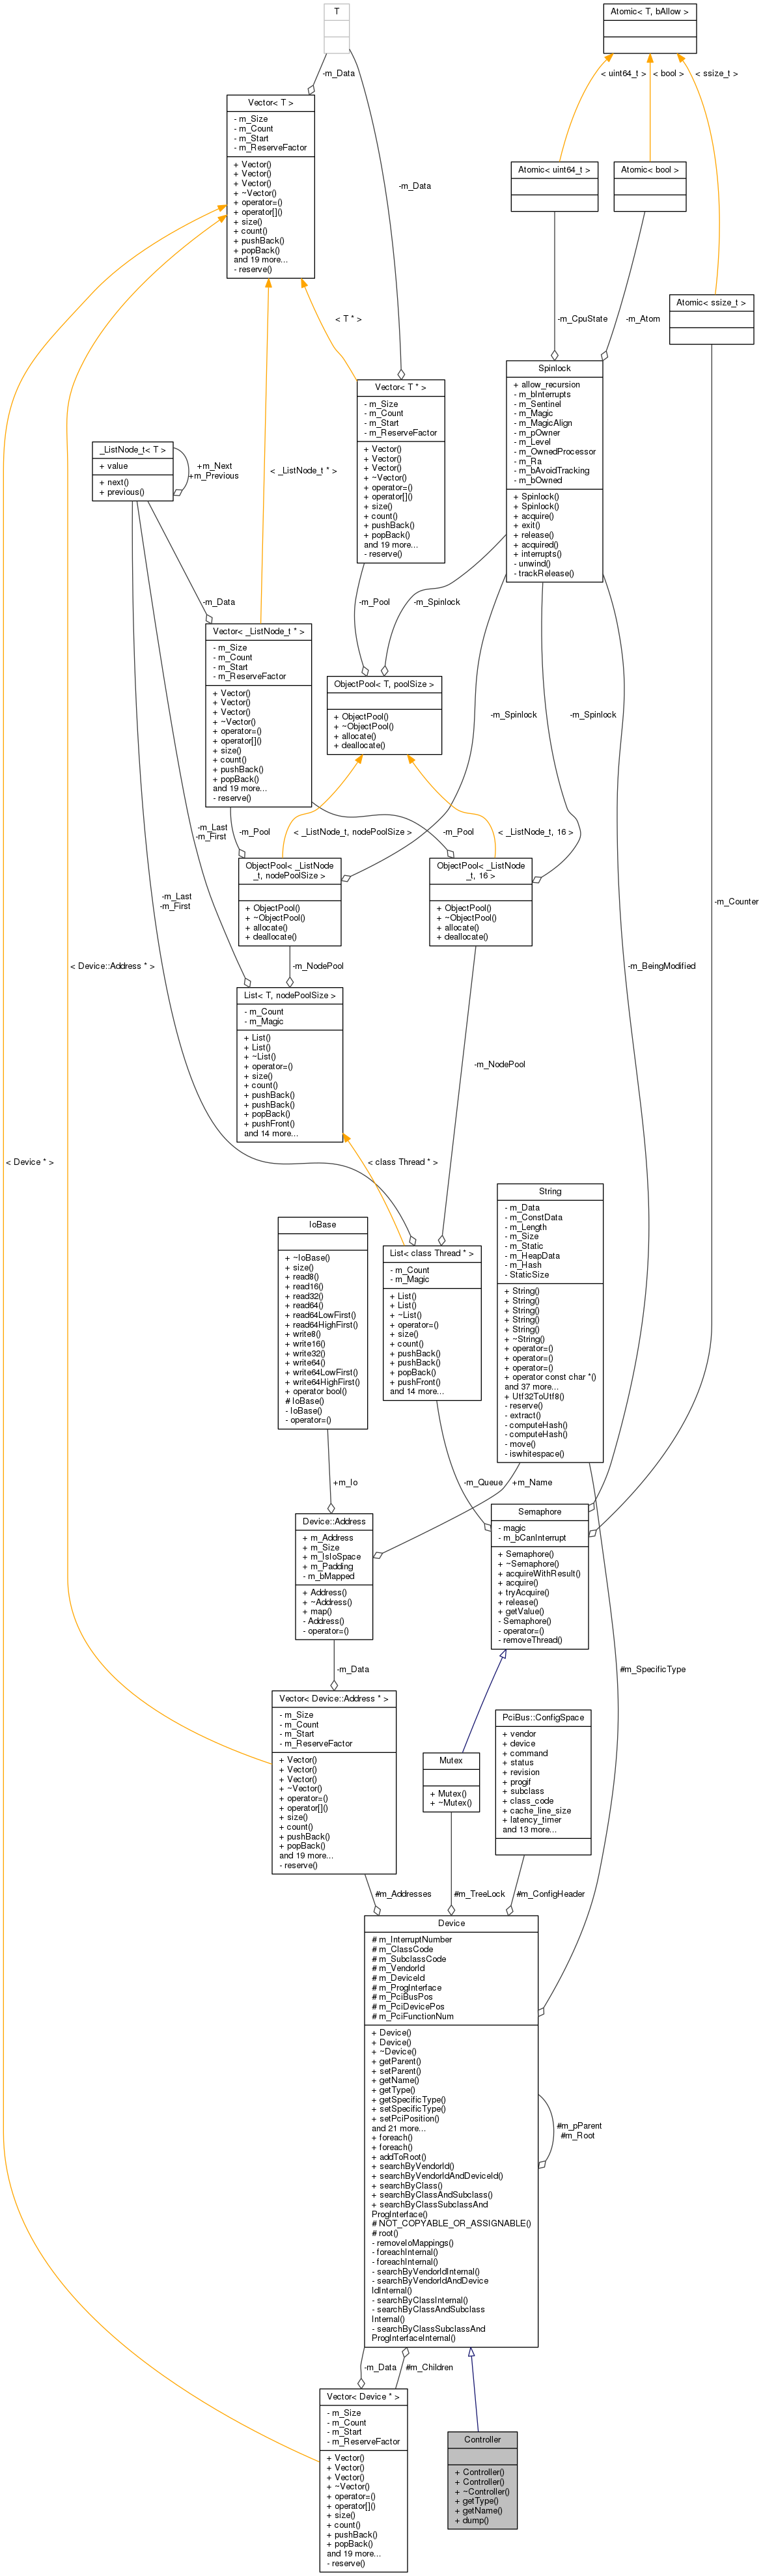 T
Atomic< T, bAllow >
< uint64_t >
< bool >
< ssize_t >
-m_Data
Vector< T >
- m_Size
- m_Count
- m_Start
- m_ReserveFactor
+ Vector()
+ Vector()
+ Vector()
+ ~Vector()
+ operator=()
+ operator[]()
+ size()
+ count()
+ pushBack()
+ popBack()
and 19 more...
- reserve()
Atomic< uint64_t >
Atomic< bool >
-m_Data
Atomic< ssize_t >
< T * >
-m_CpuState
-m_Atom
Vector< T * >
- m_Size
- m_Count
- m_Start
- m_ReserveFactor
+ Vector()
+ Vector()
+ Vector()
+ ~Vector()
+ operator=()
+ operator[]()
+ size()
+ count()
+ pushBack()
+ popBack()
and 19 more...
- reserve()
Spinlock
+ allow_recursion
- m_bInterrupts
- m_Sentinel
- m_Magic
- m_MagicAlign
- m_pOwner
- m_Level
- m_OwnedProcessor
- m_Ra
- m_bAvoidTracking
- m_bOwned
+ Spinlock()
+ Spinlock()
+ acquire()
+ exit()
+ release()
+ acquired()
+ interrupts()
- unwind()
- trackRelease()
_ListNode_t< T >
+ value
+ next()
+ previous()
+m_Next
+m_Previous
< _ListNode_t * >
-m_Data
-m_Pool
-m_Spinlock
Vector< _ListNode_t * >
- m_Size
- m_Count
- m_Start
- m_ReserveFactor
+ Vector()
+ Vector()
+ Vector()
+ ~Vector()
+ operator=()
+ operator[]()
+ size()
+ count()
+ pushBack()
+ popBack()
and 19 more...
- reserve()
ObjectPool< T, poolSize >
+ ObjectPool()
+ ~ObjectPool()
+ allocate()
+ deallocate()
-m_Spinlock
-m_Spinlock
-m_Last
-m_First
-m_Pool
< _ListNode_t, nodePoolSize >
-m_Pool
< _ListNode_t, 16 >
ObjectPool< _ListNode
_t, nodePoolSize >
+ ObjectPool()
+ ~ObjectPool()
+ allocate()
+ deallocate()
ObjectPool< _ListNode
_t, 16 >
+ ObjectPool()
+ ~ObjectPool()
+ allocate()
+ deallocate()
-m_Last
-m_First
-m_Counter
< Device::Address * >
-m_NodePool
-m_BeingModified
List< T, nodePoolSize >
- m_Count
- m_Magic
+ List()
+ List()
+ ~List()
+ operator=()
+ size()
+ count()
+ pushBack()
+ pushBack()
+ popBack()
+ pushFront()
and 14 more...
-m_NodePool
< Device * >
< class Thread * >
IoBase
+ ~IoBase()
+ size()
+ read8()
+ read16()
+ read32()
+ read64()
+ read64LowFirst()
+ read64HighFirst()
+ write8()
+ write16()
+ write32()
+ write64()
+ write64LowFirst()
+ write64HighFirst()
+ operator bool()
# IoBase()
- IoBase()
- operator=()
List< class Thread * >
- m_Count
- m_Magic
+ List()
+ List()
+ ~List()
+ operator=()
+ size()
+ count()
+ pushBack()
+ pushBack()
+ popBack()
+ pushFront()
and 14 more...
String
- m_Data
- m_ConstData
- m_Length
- m_Size
- m_Static
- m_HeapData
- m_Hash
- StaticSize
+ String()
+ String()
+ String()
+ String()
+ String()
+ ~String()
+ operator=()
+ operator=()
+ operator=()
+ operator const char *()
and 37 more...
+ Utf32ToUtf8()
- reserve()
- extract()
- computeHash()
- computeHash()
- move()
- iswhitespace()
+m_Io
-m_Queue
+m_Name
Device::Address
+ m_Address
+ m_Size
+ m_IsIoSpace
+ m_Padding
- m_bMapped
+ Address()
+ ~Address()
+ map()
- Address()
- operator=()
Semaphore
- magic
- m_bCanInterrupt
+ Semaphore()
+ ~Semaphore()
+ acquireWithResult()
+ acquire()
+ tryAcquire()
+ release()
+ getValue()
- Semaphore()
- operator=()
- removeThread()
-m_Data
#m_SpecificType
Vector< Device::Address * >
- m_Size
- m_Count
- m_Start
- m_ReserveFactor
+ Vector()
+ Vector()
+ Vector()
+ ~Vector()
+ operator=()
+ operator[]()
+ size()
+ count()
+ pushBack()
+ popBack()
and 19 more...
- reserve()
Mutex
+ Mutex()
+ ~Mutex()
PciBus::ConfigSpace
+ vendor
+ device
+ command
+ status
+ revision
+ progif
+ subclass
+ class_code
+ cache_line_size
+ latency_timer
and 13 more...
#m_Addresses
#m_TreeLock
#m_ConfigHeader
Device
# m_InterruptNumber
# m_ClassCode
# m_SubclassCode
# m_VendorId
# m_DeviceId
# m_ProgInterface
# m_PciBusPos
# m_PciDevicePos
# m_PciFunctionNum
+ Device()
+ Device()
+ ~Device()
+ getParent()
+ setParent()
+ getName()
+ getType()
+ getSpecificType()
+ setSpecificType()
+ setPciPosition()
and 21 more...
+ foreach()
+ foreach()
+ addToRoot()
+ searchByVendorId()
+ searchByVendorIdAndDeviceId()
+ searchByClass()
+ searchByClassAndSubclass()
+ searchByClassSubclassAnd
ProgInterface()
# NOT_COPYABLE_OR_ASSIGNABLE()
# root()
- removeIoMappings()
- foreachInternal()
- foreachInternal()
- searchByVendorIdInternal()
- searchByVendorIdAndDevice
IdInternal()
- searchByClassInternal()
- searchByClassAndSubclass
Internal()
- searchByClassSubclassAnd
ProgInterfaceInternal()
#m_pParent
#m_Root
-m_Data
#m_Children
Vector< Device * >
- m_Size
- m_Count
- m_Start
- m_ReserveFactor
+ Vector()
+ Vector()
+ Vector()
+ ~Vector()
+ operator=()
+ operator[]()
+ size()
+ count()
+ pushBack()
+ popBack()
and 19 more...
- reserve()
Controller
+ Controller()
+ Controller()
+ ~Controller()
+ getType()
+ getName()
+ dump()